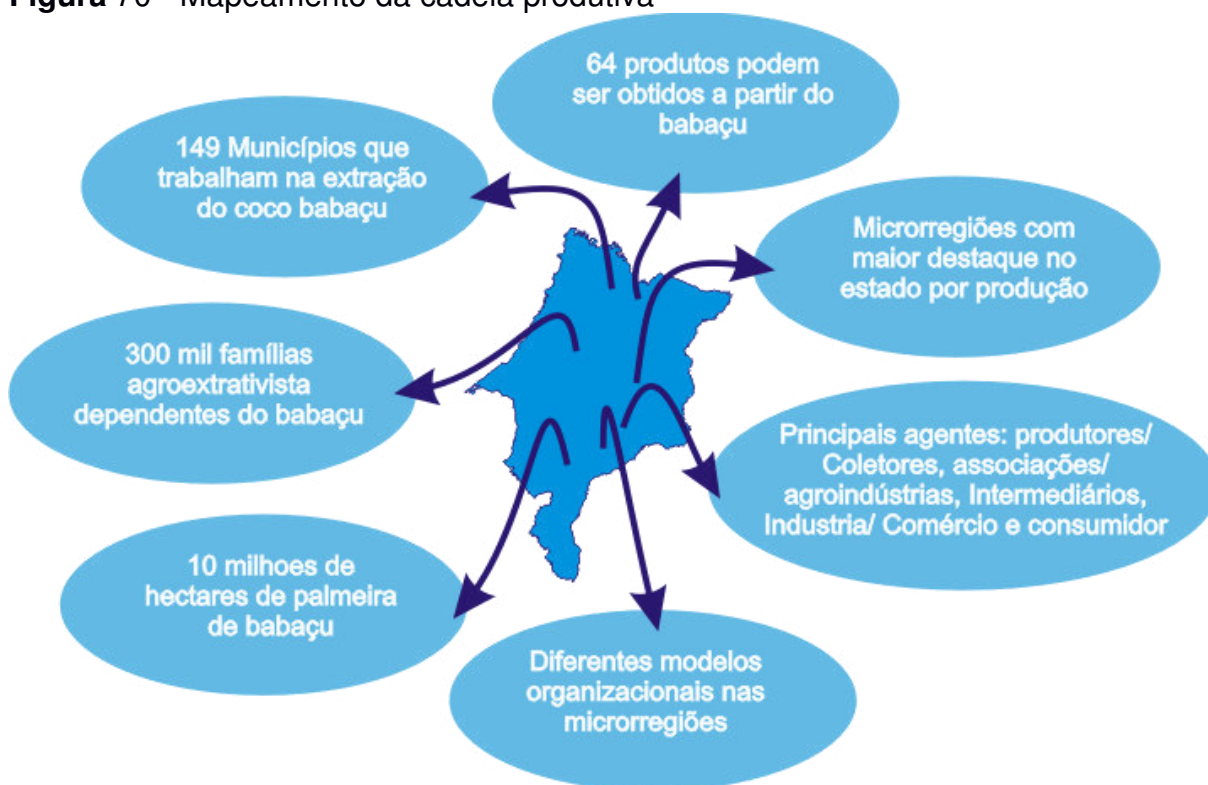 Figura 70 - Mapeamento da cadeia produtiva
64 produtos podem
ser obtidos a partir do
babaçu
149 Municípios que
trabalham na extração
do coco babaçu
Microrregiões com
maior destaque no
estado por produção
300 mil famílias
agroextrativista
dependentes do babaçu
Principais agentes: produtores/
Coletores, associações/
agroindústrias, Intermediários,
Industria/ Comércio e consumidor
10 milhoes de
hectares de palmeira
de babaçu
Diferentes modelos
organizacionais nas
microrregiões